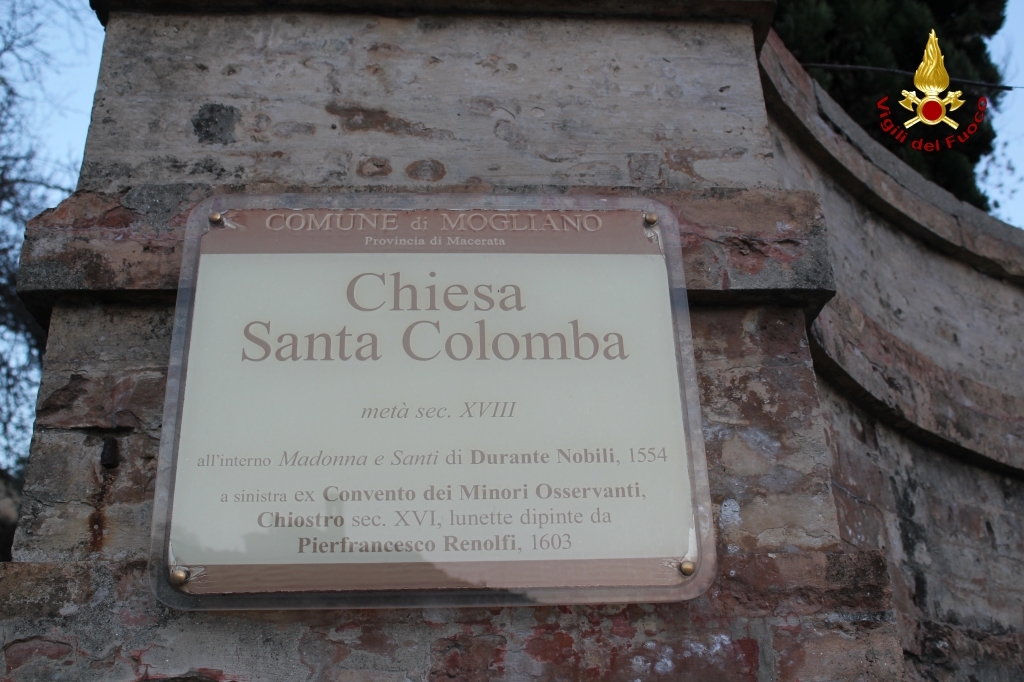 Vigili del Fuoco
COMUNE di MOGLIANO
Provincia di Macerata
Chiesa
Santa Colomba
metà sec. XVIII
all'interno Madonna e Santi di Durante Nobili, 1554
a sinistra ex Convento dei Minori Osservanti,
Chiostro sec. XVI, lunette dipinte da
Pierfrancesco Renolfi, 1603